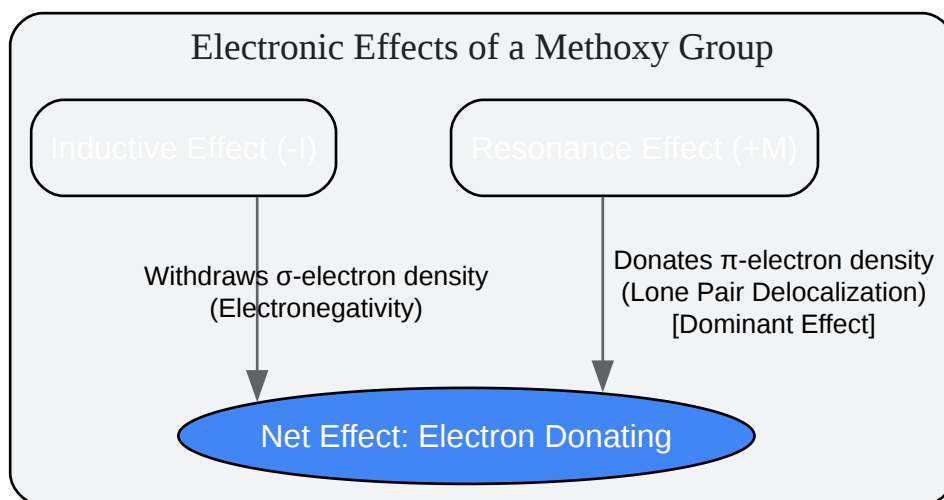 Electronic Effects of a Methoxy Group
Inductive Effect (-I)
Resonance Effect (+M)
Withdraws σ-electron density
(Electronegativity)
Donates π-electron density
(Lone Pair Delocalization)
[Dominant Effect]
Net Effect: Electron Donating